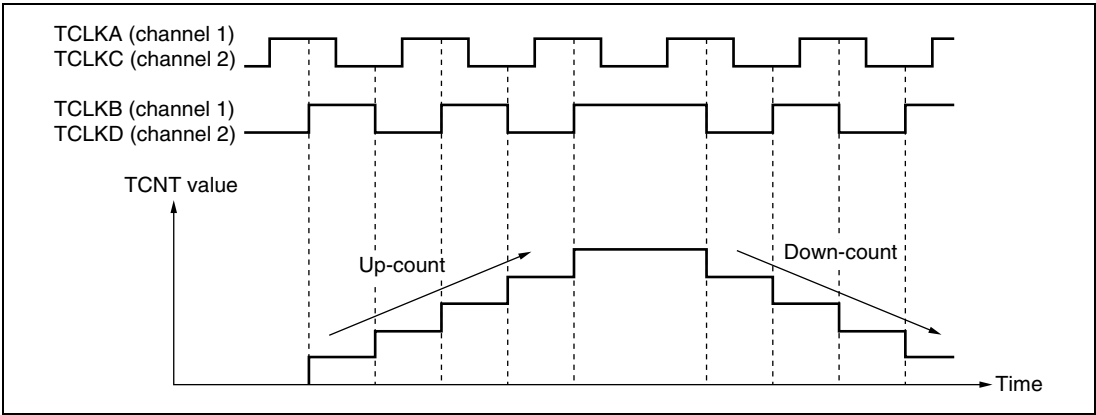 TCLKA (channel 1)
TCLKC (channel 2)
TCLKB (channel 1)
TCLKD (channel 2)
TCNT value
Up-count
Down-count
Time